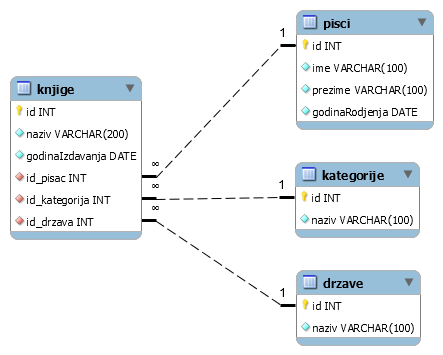 knjige
id INT
naziv VARCHAR(200)
godinaIzdavanja DATE
id_pisac INT
id_kategorija INT
id_drzava INT
∞
∞
∞
1
pisci
id INT
ime VARCHAR(100)
prezime VARCHAR(100)
godinaRodjenja DATE
1
kategorije
id INT
naziv VARCHAR(100)
1
drzave
id INT
naziv VARCHAR(100)